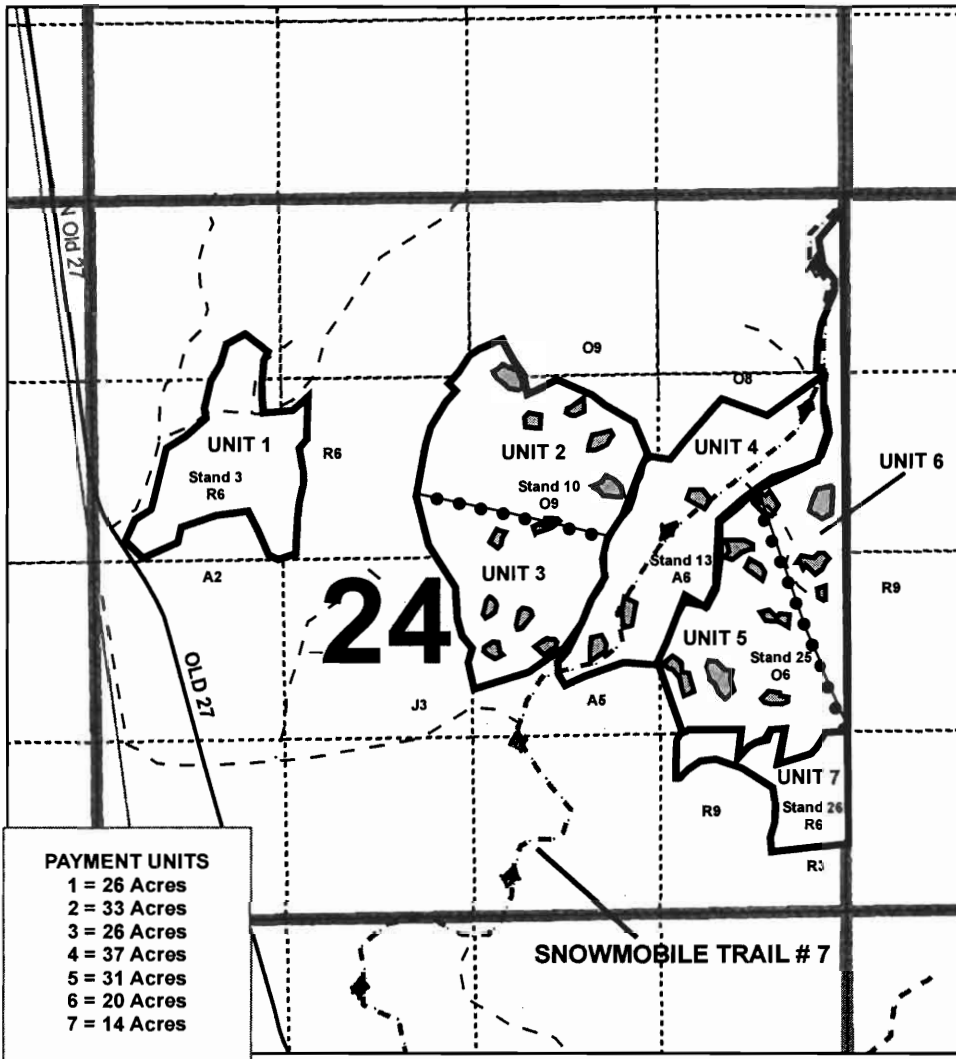 N Old 27
O9
O8
UNIT 1
UNIT 2
UNIT 4
R6
UNIT 6
Stand 3
R6
Stand 10
O9
Stand 13
A6
A2
UNIT 3
R9
24
UNIT 5
Stand 25
O6
OLD 27
J3
A5
UNIT 7
R9
Stand 26
R6
R3
PAYMENT UNITS
1 = 26 Acres
2 = 33 Acres
3 = 26 Acres
4 = 37 Acres
5 = 31 Acres
6 = 20 Acres
7 = 14 Acres
SNOWMOBILE TRAIL # 7